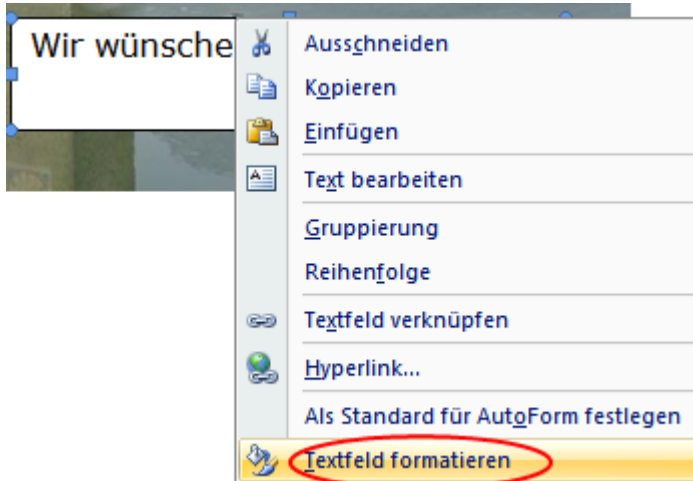 Wir wünsche
Ausschneiden
Kopieren
Einfügen
Text bearbeiten
Gruppierung
Reihenfolge
Textfeld verknüpfen
Hyperlink...
Als Standard für AutoForm festlegen
Textfeld formatieren